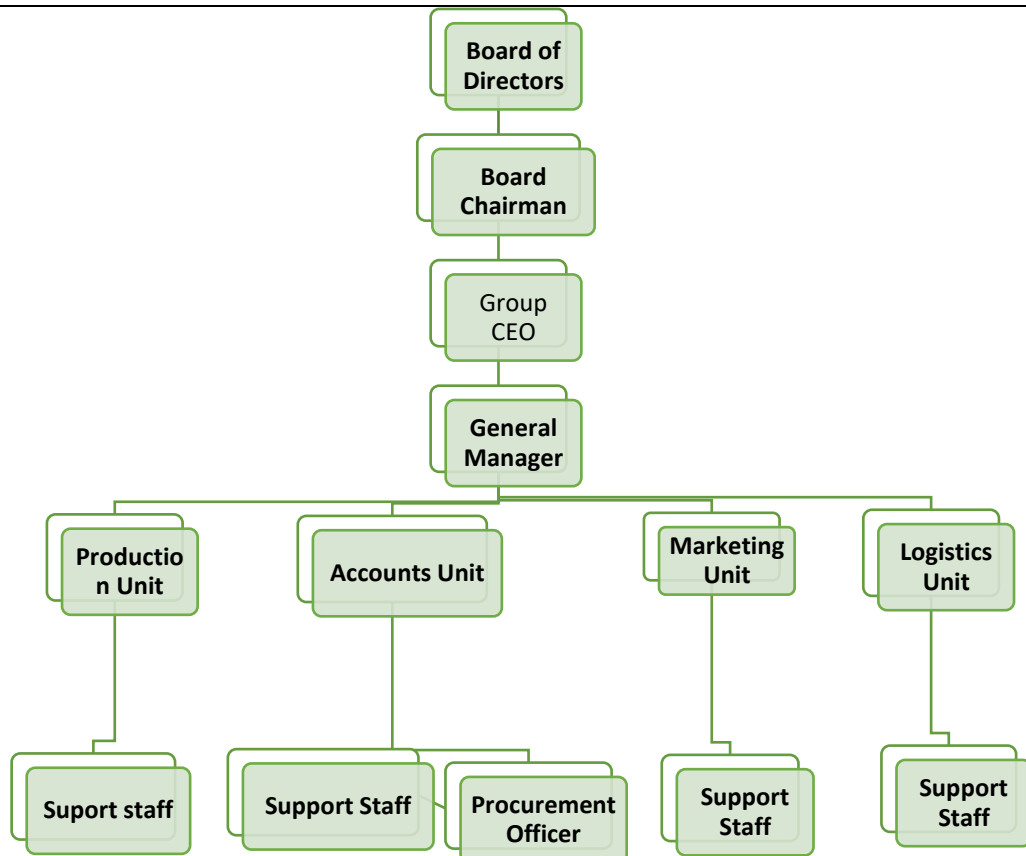 Board of
Directors
Board
Chairman
Group
CEO
General
Manager
Productio
n Unit
Accounts Unit
Marketing
Unit
Logistics
Unit
Suport staff
Support Staff
Procurement
Officer
Support
Staff
Support
Staff